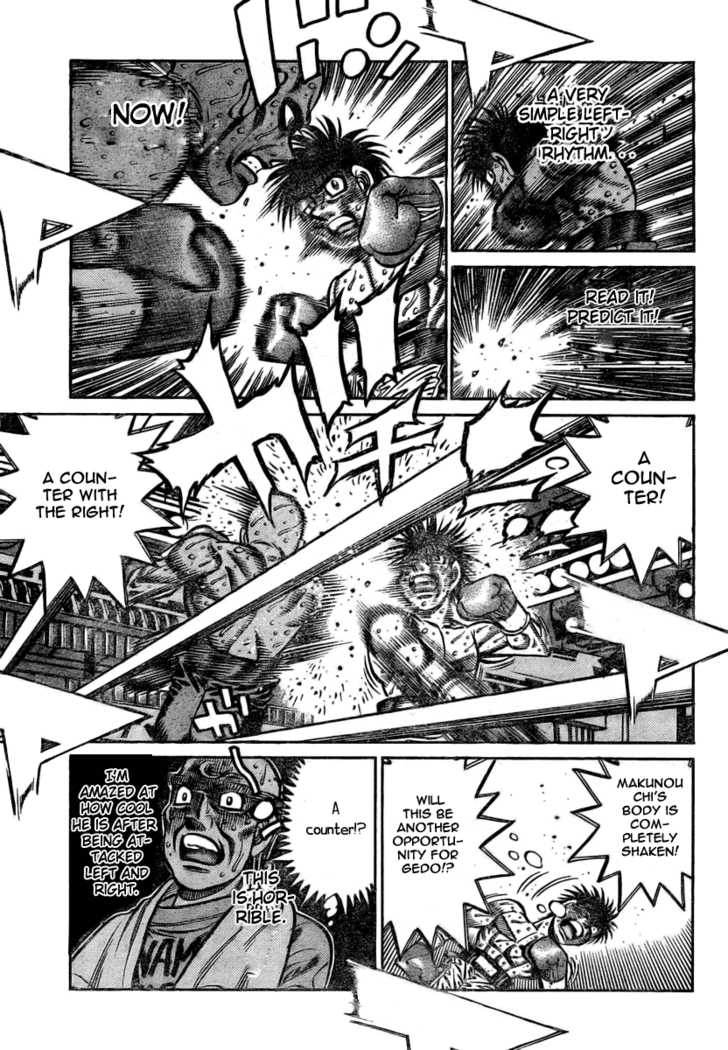 A VERY
SIMPLE LEFT-
RIGHT
RHYTHM. . .
READ IT!
PREDICT IT!
NOW!
A
COUN-
TER!
A COUN-
TER WITH
THE RIGHT!
MAKUNOU
CHI'S
BODY IS
COM-
PLETELY
SHAKEN!
WILL
THIS BE
ANOTHER
OPPORTU-
NITY FOR
GEDO!?
A
counter!?
THIS
IS HOR-
RIBLE.
I'M
AMAZED AT
HOW COOL
HE IS AFTER
BEING AT-
TACKED
LEFT AND
RIGHT.
NAM